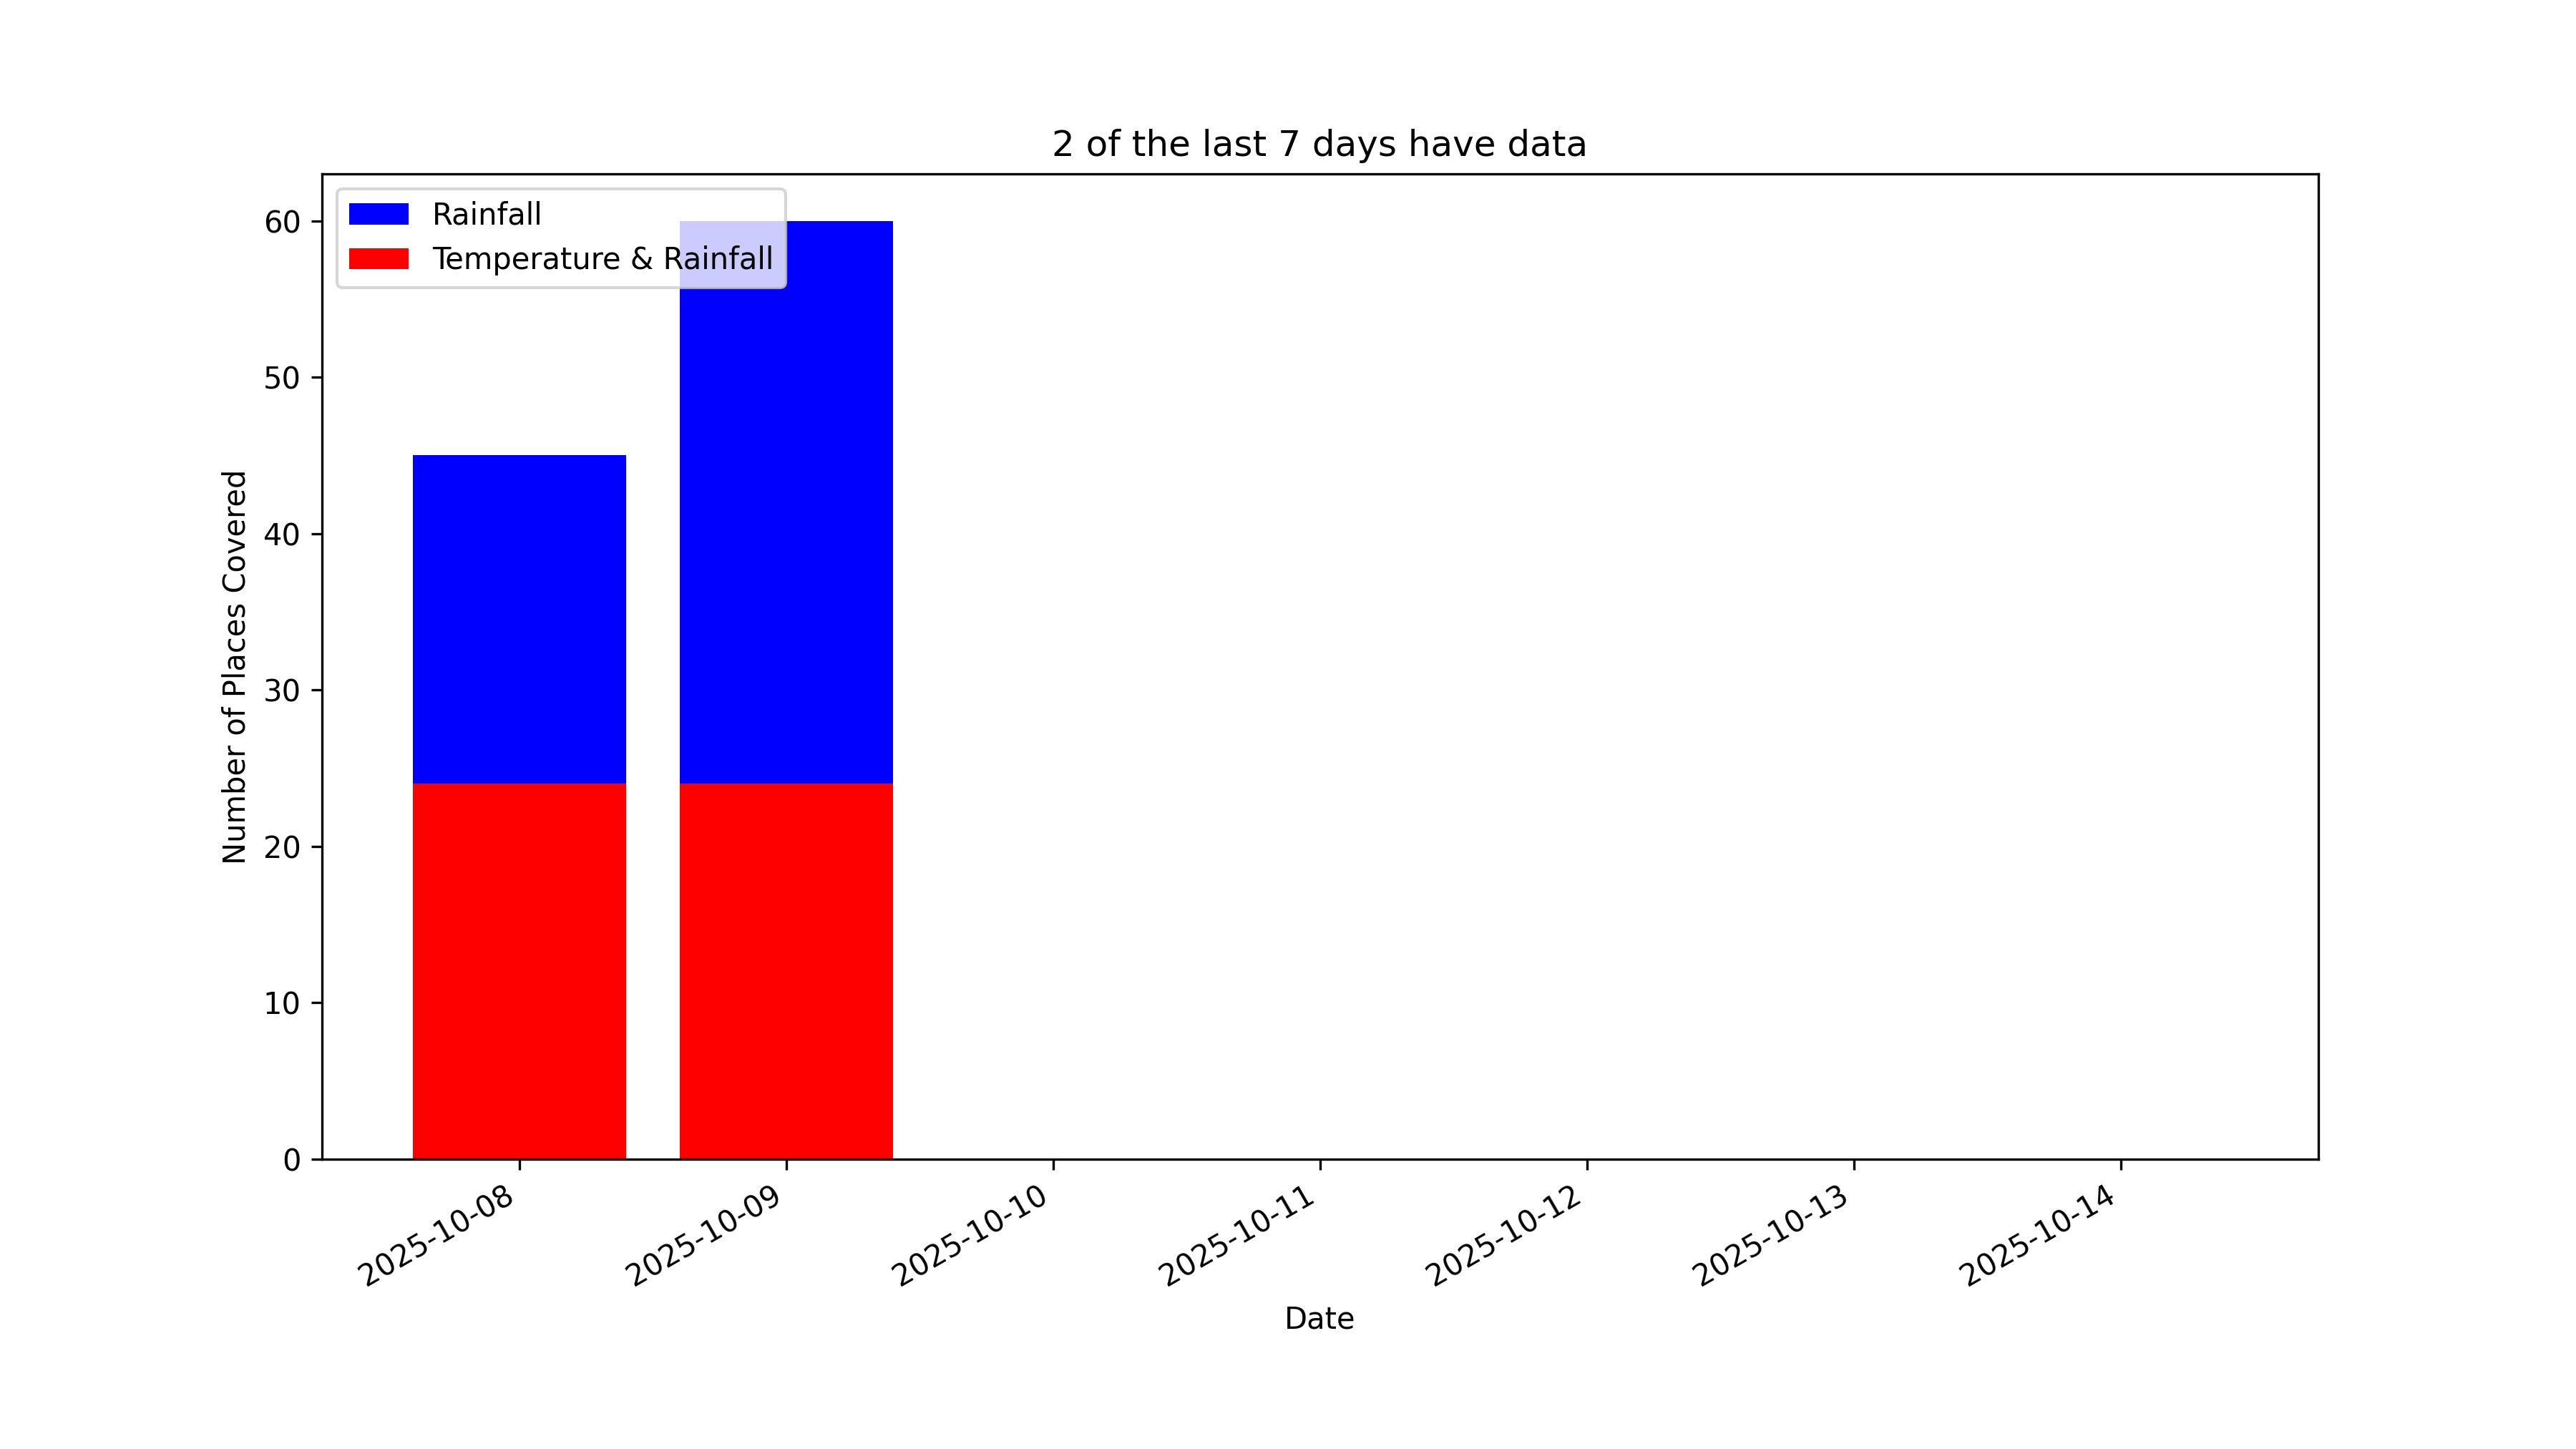 2 of the last 7 days have data
Rainfall
Temperature & Rainfall
Number of Places Covered
60
50
40
30
20
10
0
2025-10-08
2025-10-09
2025-10-10
2025-10-11
2025-10-12
2025-10-13
2025-10-14
Date